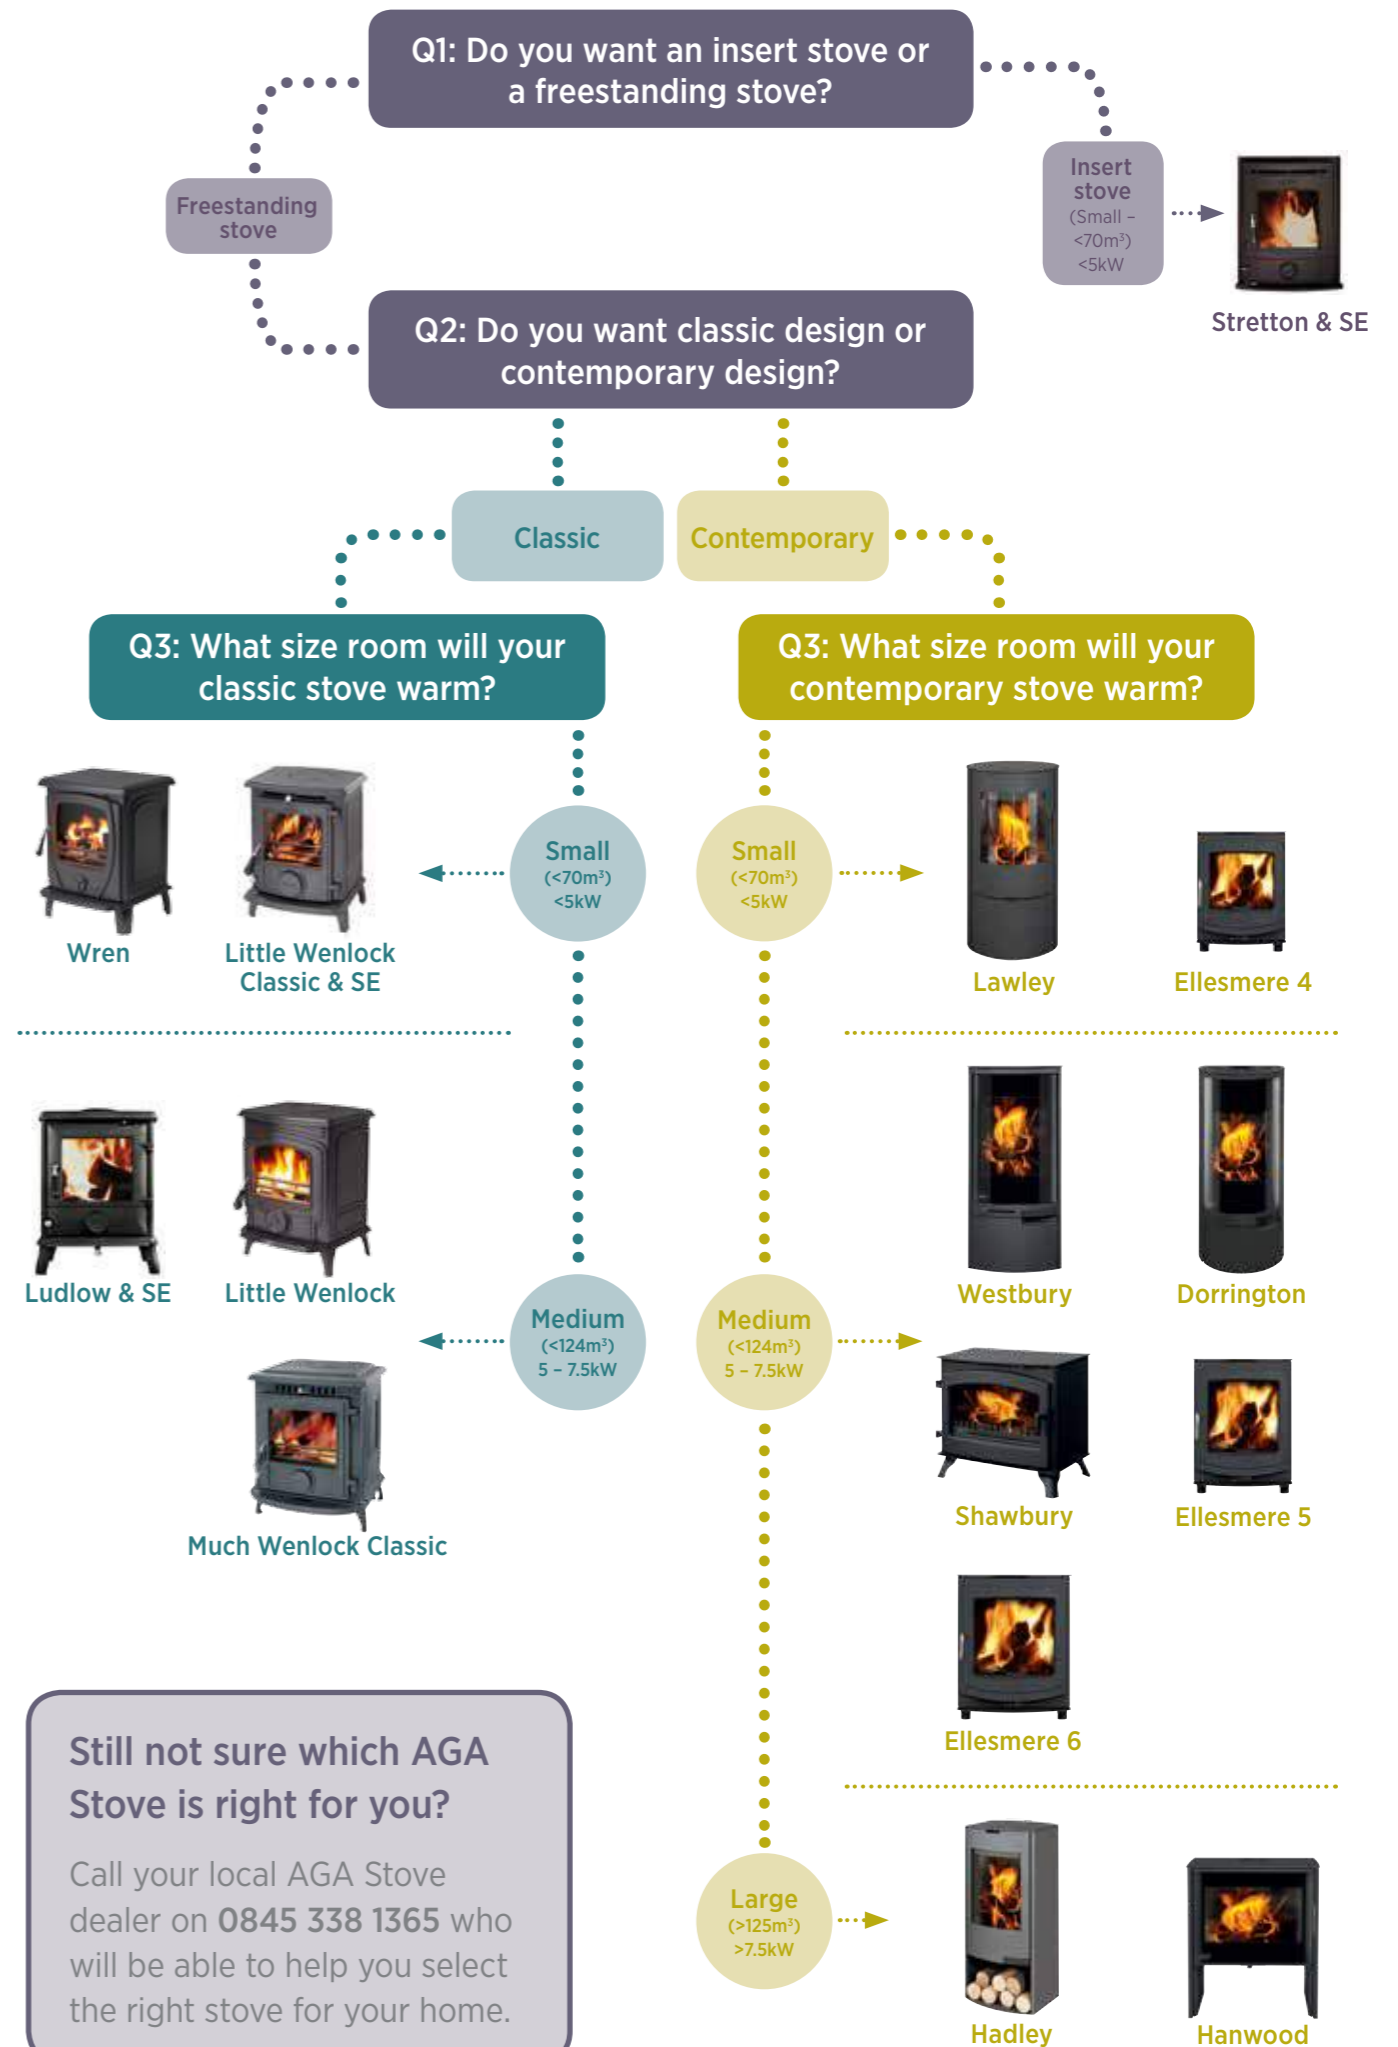 Q1: Do you want an insert stove or
a freestanding stove?
Freestanding
stove
Insert
stove
(Small –
<70m³)
<5kW
Stretton & SE
Q2: Do you want classic design or
contemporary design?
Classic
Contemporary
Q3: What size room will your
classic stove warm?
Q3: What size room will your
contemporary stove warm?
Small
(<70m³)
<5kW
Small
(<70m³)
<5kW
Wren
Little Wenlock
Classic & SE
Lawley
Ellesmere 4
Ludlow & SE
Little Wenlock
Westbury
Dorrington
Medium
(<124m³)
5 – 7.5kW
Medium
(<124m³)
5 – 7.5kW
Much Wenlock Classic
Shawbury
Ellesmere 5
Ellesmere 6
Still not sure which AGA
Stove is right for you?
Call your local AGA Stove
dealer on 0845 338 1365 who
will be able to help you select
the right stove for your home.
Large
(>125m³)
>7.5kW
Hadley
Hanwood